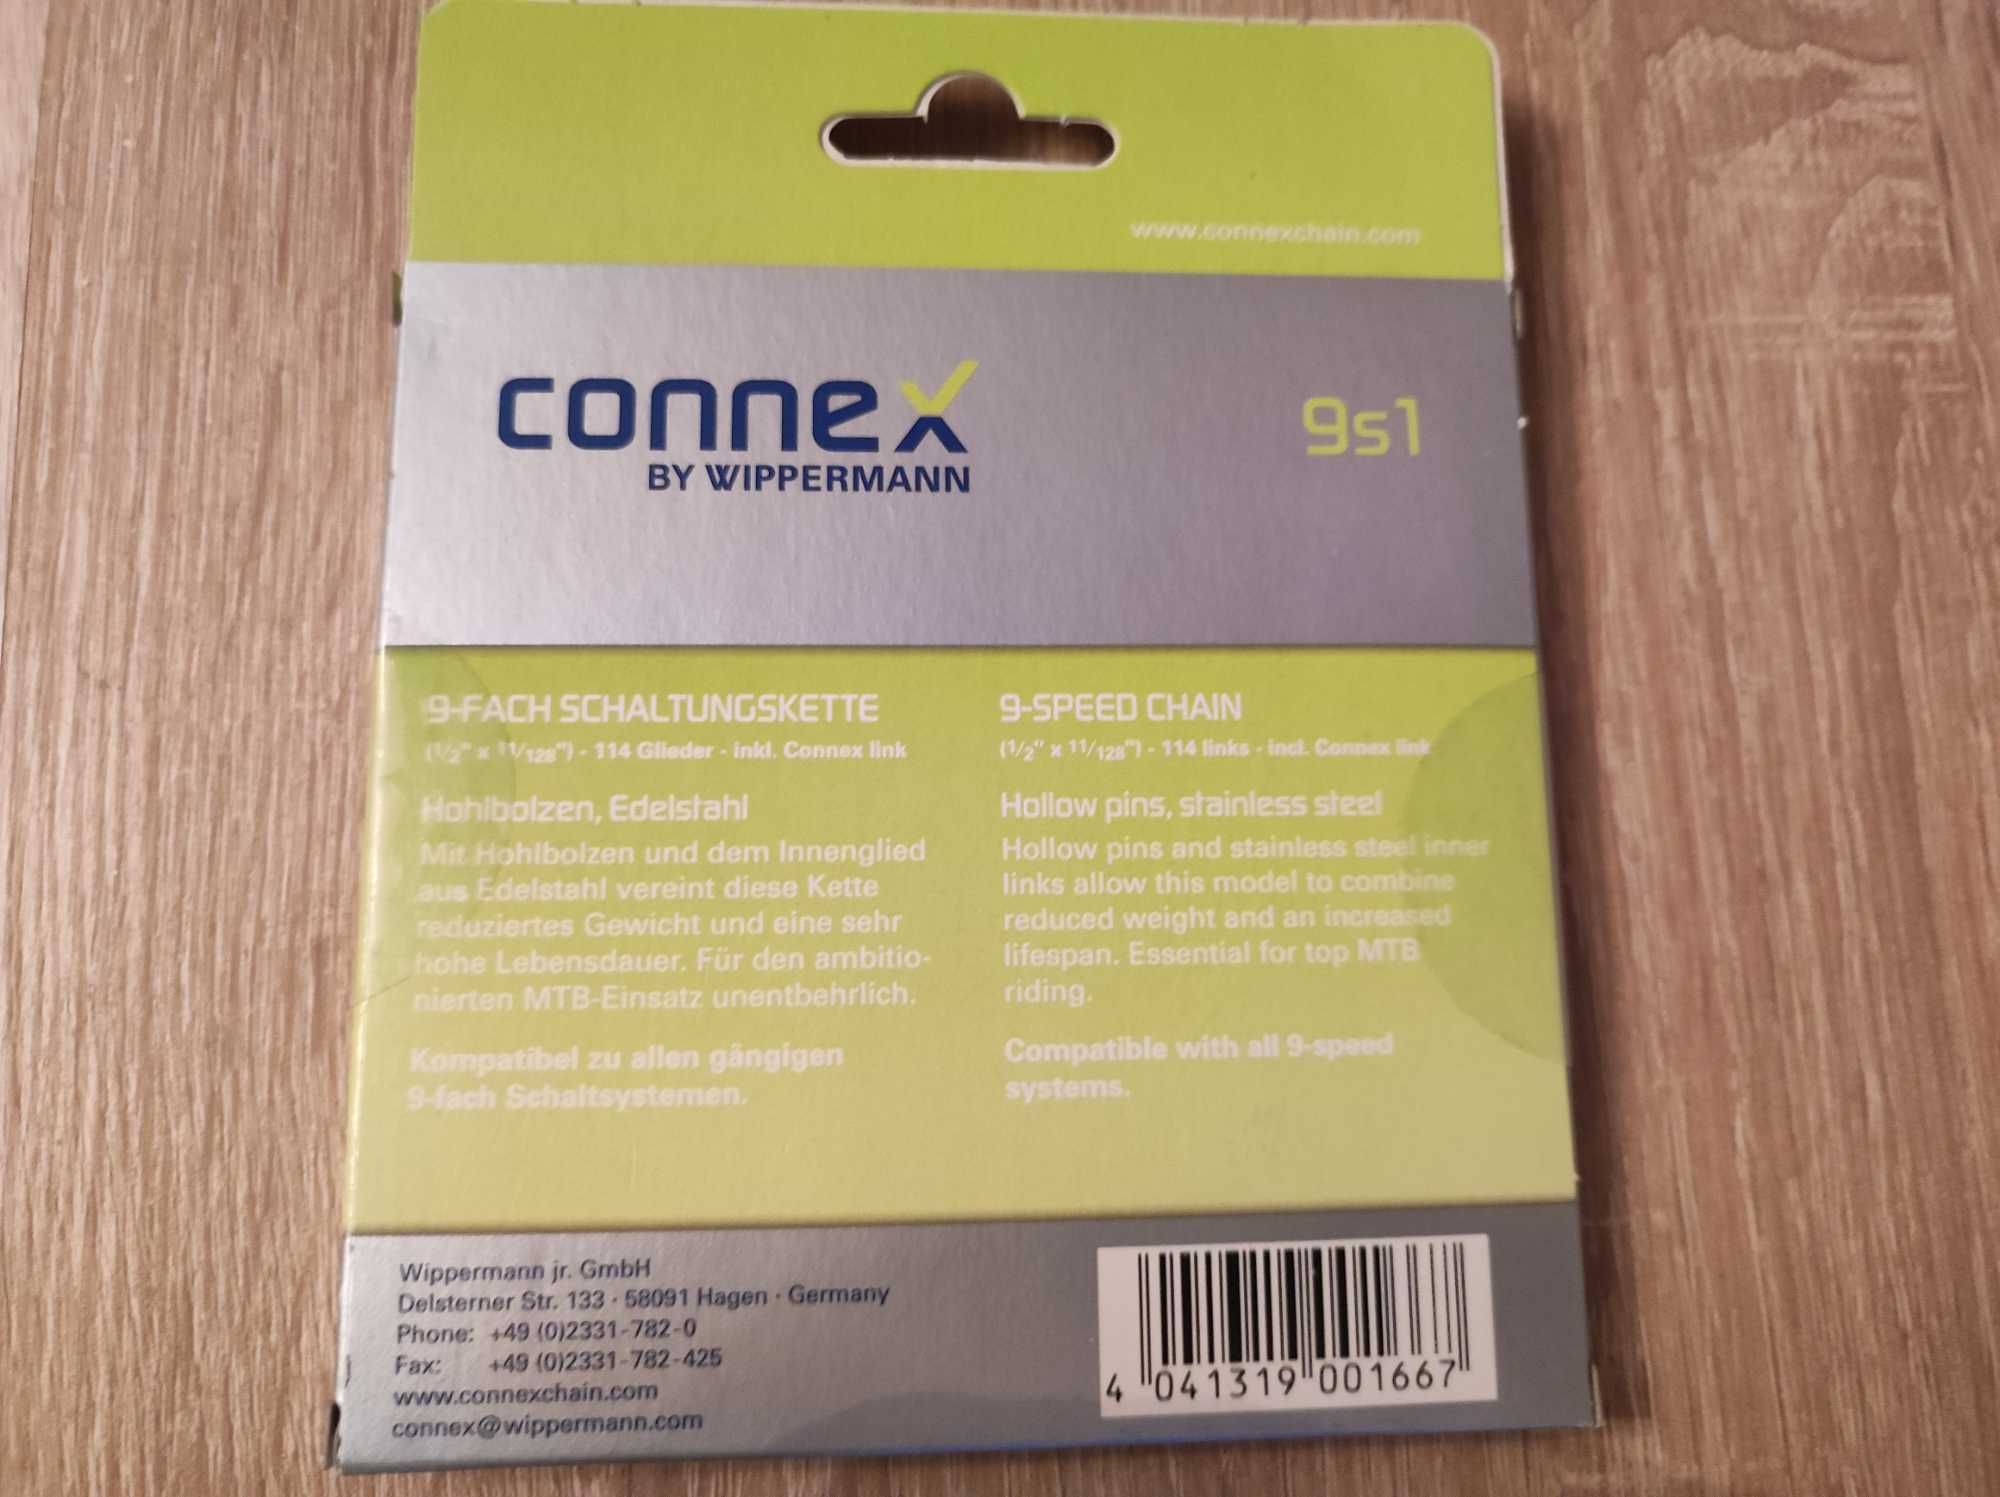 www.connexchain.com
connex
BY WIPPERMANN
9s1
9-FACH SCHALTUNGSKETTE
(1/2" x 11/128") - 114 Glieder - inkl. Connex link
Hohlbolzen, Edelstahl
Mit Hohlbolzen und dem Innenglied
aus Edelstahl vereint diese Kette
reduziertes Gewicht und eine sehr
hohe Lebensdauer. Für den ambitio-
nierten MTB-Einsatz unentbehrlich.
Kompatibel zu allen gängigen
9-fach Schaltsystemen.
9-SPEED CHAIN
(1/2" x 11/128") - 114 links - incl. Connex link
Hollow pins, stainless steel
Hollow pins and stainless steel inner
links allow this model to combine
reduced weight and an increased
lifespan. Essential for top MTB
riding.
Compatible with all 9-speed
systems.
Wippermann jr. GmbH
Delsterner Str. 133 · 58091 Hagen · Germany
Phone: +49 (0)2331-782-0
Fax: +49 (0)2331-782-425
www.connexchain.com
connex@wippermann.com
4 041319 001667